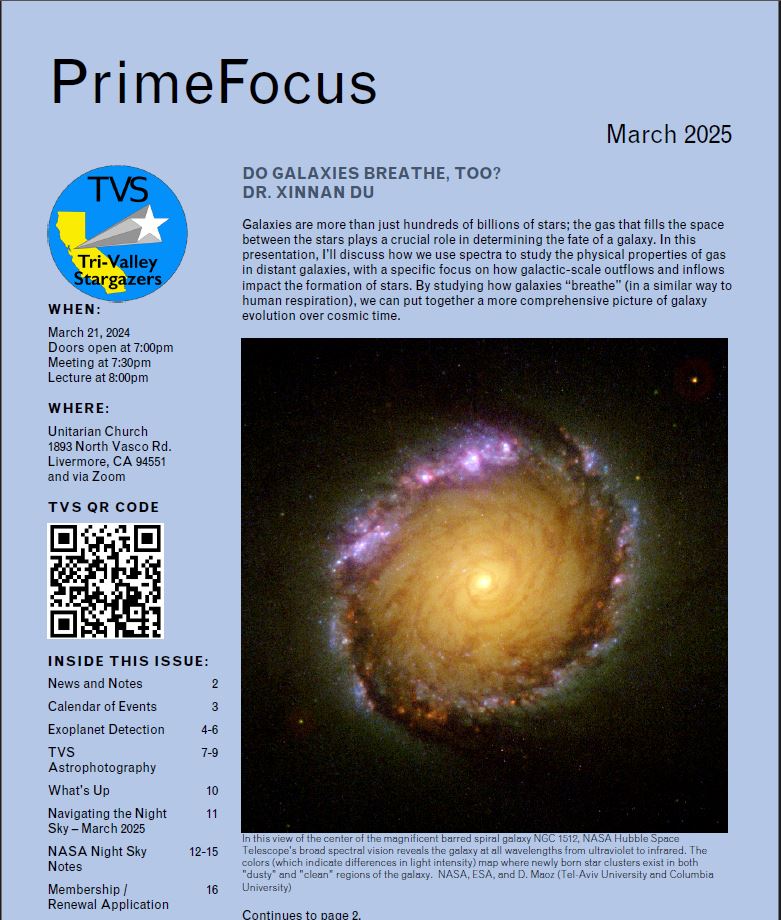 PrimeFocus
March 2025
TVS
Tri-Valley
Stargazers
WHEN:
March 21, 2024
Doors open at 7:00pm
Meeting at 7:30pm
Lecture at 8:00pm
WHERE:
Unitarian Church
1893 North Vasco Rd.
Livermore, CA 94551
and via Zoom
TVS QR CODE
INSIDE THIS ISSUE:
News and Notes 2
Calendar of Events 3
Exoplanet Detection 4-6
TVS 7-9
Astrophotography
What's Up 10
Navigating the Night 11
Sky – March 2025
NASA Night Sky 12-15
Notes
Membership / 16
Renewal Application
DO GALAXIES BREATHE, TOO?
DR. XINNAN DU
Galaxies are more than just hundreds of billions of stars; the gas that fills the space
between the stars plays a crucial role in determining the fate of a galaxy. In this
presentation, I'll discuss how we use spectra to study the physical properties of gas
in distant galaxies, with a specific focus on how galactic-scale outflows and inflows
impact the formation of stars. By studying how galaxies “breathe” (in a similar way to
human respiration), we can put together a more comprehensive picture of galaxy
evolution over cosmic time.
In this view of the center of the magnificent barred spiral galaxy NGC 1512, NASA Hubble Space
Telescope's broad spectral vision reveals the galaxy at all wavelengths from ultraviolet to infrared. The
colors (which indicate differences in light intensity) map where newly born star clusters exist in both
"dusty" and "clean" regions of the galaxy. NASA, ESA, and D. Maoz (Tel-Aviv University and Columbia
University)
Continues to page 2.